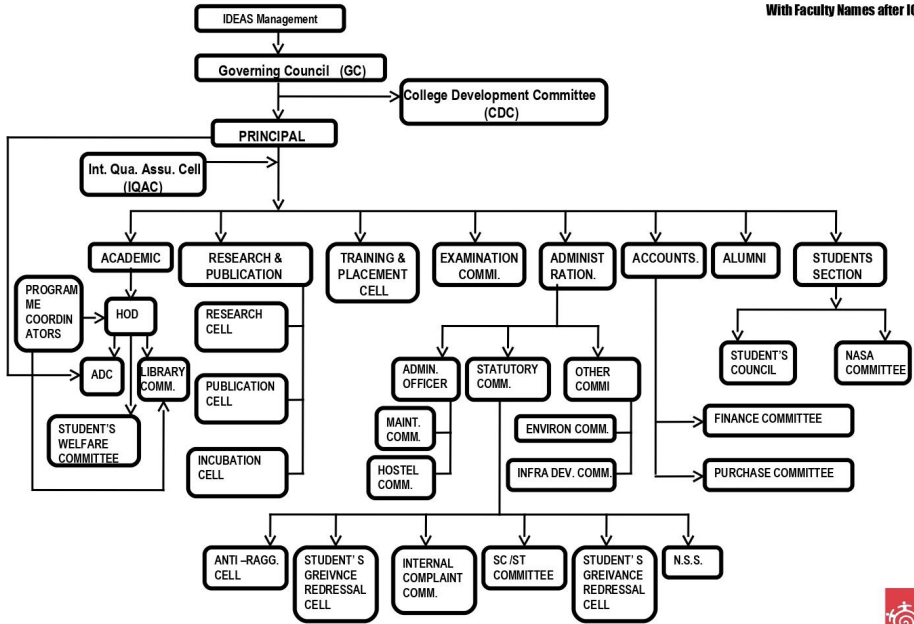 With Faculty Names after
IDEAS Management
Governing Council (GC)
College Development Committee
(CDC)
PRINCIPAL
Int. Qua. Assu. Cell
(IQAC)
ACADEMIC
RESEARCH &
PUBLICATION
TRAINING &
PLACEMENT
CELL
EXAMINATION
COMMI.
ADMINIST
RATION.
ACCOUNTS.
ALUMNI
STUDENTS
SECTION
PROGRAM
ME
COORDIN
ATORS
HOD
ADC
LIBRARY
COMM.
STUDENT'S
WELFARE
COMMITTEE
RESEARCH
CELL
PUBLICATION
CELL
INCUBATION
CELL
ADMIN.
OFFICER
STATUTORY
COMM.
OTHER
COMMI
MAINT.
COMM.
HOSTEL
COMM.
ENVIRON COMM.
INFRA DEV. COMM.
STUDENT'S
COUNCIL
NASA
COMMITTEE
FINANCE COMMITTEE
PURCHASE COMMITTEE
ANTI –RAGG.
CELL
STUDENT' S
GREIVNCE
REDRESSAL
CELL
INTERNAL
COMPLAINT
COMM.
SC /ST
COMMITTEE
STUDENT' S
GREIVANCE
REDRESSAL
CELL
N.S.S.